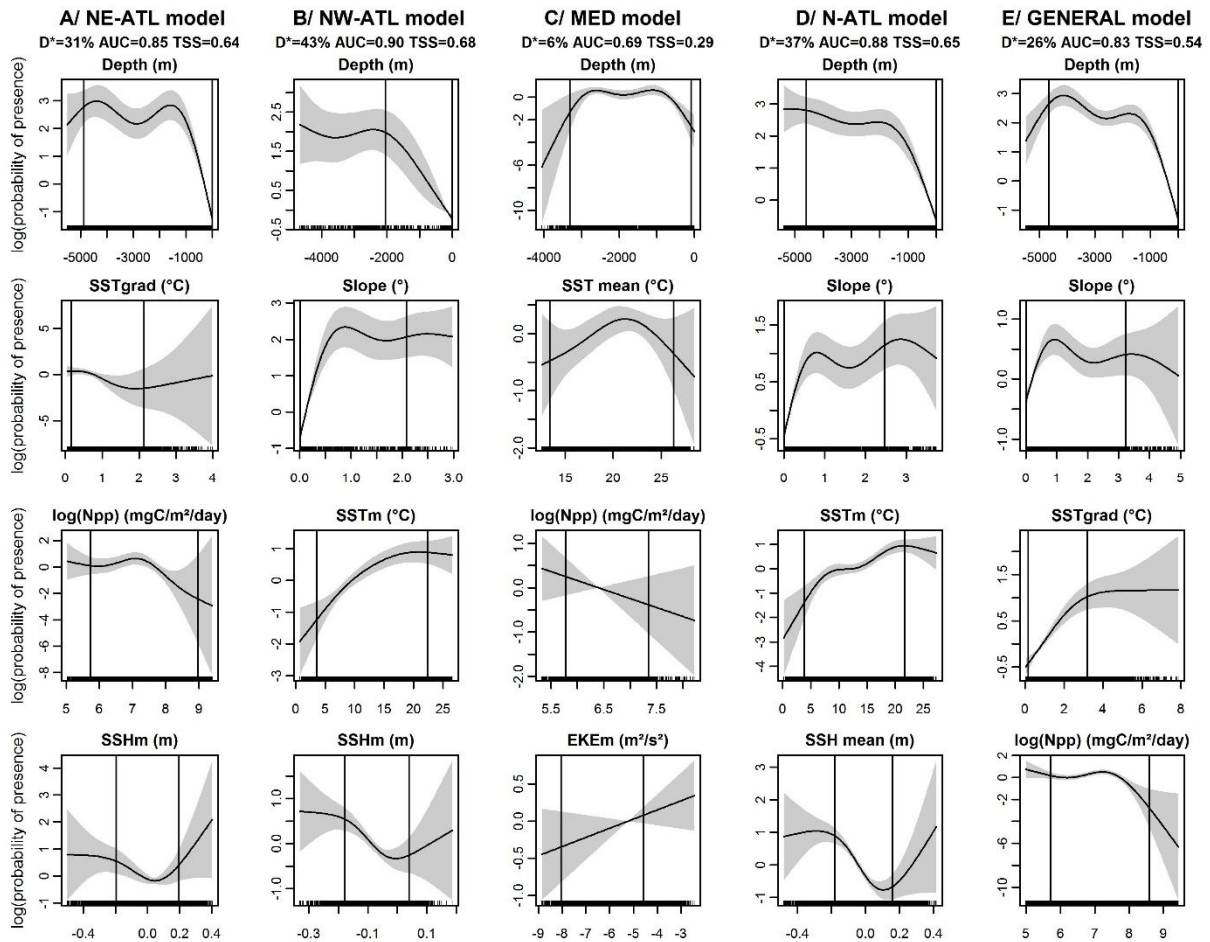 A/ NE-ATL model B/ NW-ATL model C/ MED model D/ N-ATL model E/ GENERAL model
D*=31% AUC=0.85 TSS=0.64 D*=43% AUC=0.90 TSS=0.68 D*=6% AUC=0.69 TSS=0.29 D*=37% AUC=0.88 TSS=0.65 D*=26% AUC=0.83 TSS=0.54
Depth (m) Depth (m) Depth (m) Depth (m) Depth (m)
log(probability of presence)
-1 0 1 2 3
-0.5 0.5 1.5 2.5
-10 -6 -2 0
0 1 2 3
-1 0 1 2 3
-5000 -3000 -1000 -4000 -2000 0 -4000 -2000 0 -5000 -3000 -1000 -5000 -3000 -1000
SSTgrad (°C) Slope (°) SST mean (°C) Slope (°) Slope (°)
log(probability of presence)
-5 0 5
-1 0 1 2 3
-2.0 -1.0 0.0
-0.5 0.5 1.5
-1.0 0.0 1.0
0 1 2 3 4 0.0 1.0 2.0 3.0 15 20 25 0 1 2 3 0 1 2 3 4 5
log(Npp) (mgC/m²/day) SSTm (°C) log(Npp) (mgC/m²/day) SSTm (°C) SSTgrad (°C)
log(probability of presence)
-8 -6 -4 -2 0 2
-3 -2 -1 0 1
-2.0 -1.0 0.0 1.0
-4 -3 -2 -1 0 1
-0.5 0.5 1.5
5 6 7 8 9 0 5 10 15 20 25 5.5 6.5 7.5 0 5 10 15 20 25 0 2 4 6 8
SSHm (m) SSHm (m) EKEm (m²/s²) SSH mean (m) log(Npp) (mgC/m²/day)
log(probability of presence)
-1 0 1 2 3 4
-1.0 0.0 1.0
-1.0 0.0 0.5
-1 0 1 2 3
-10 -6 -2 0 2
-0.4 0.0 0.2 0.4 -0.3 -0.1 0.1 -9 -8 -7 -6 -5 -4 -3 -0.4 0.0 0.2 0.4 5 6 7 8 9